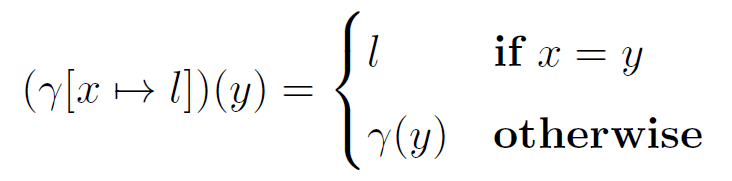 (γ[x ↦ l])(y) = { l if x = y
γ(y) otherwise